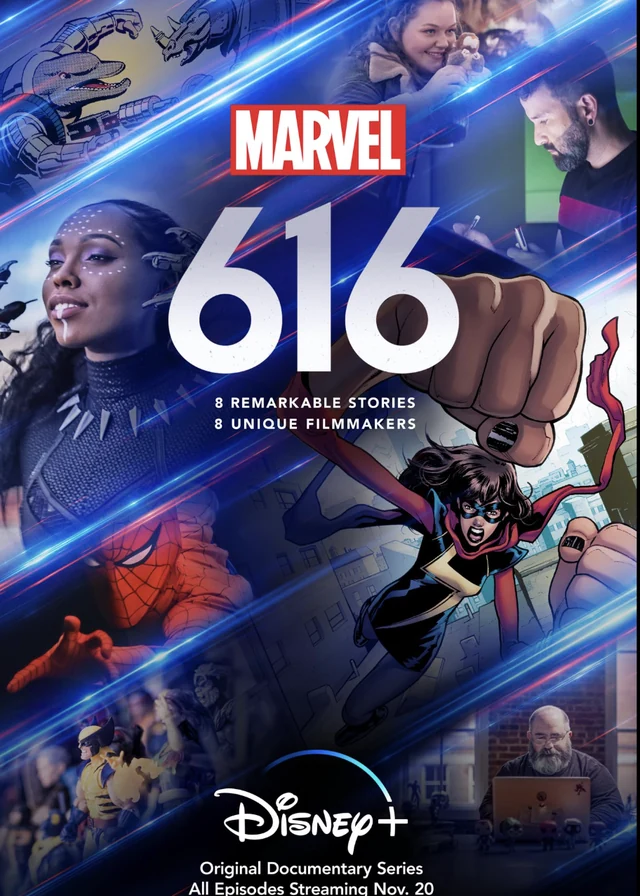 MARVEL
616
8 REMARKABLE STORIES
8 UNIQUE FILMMAKERS
Disney+
Original Documentary Series
All Episodes Streaming Nov. 20